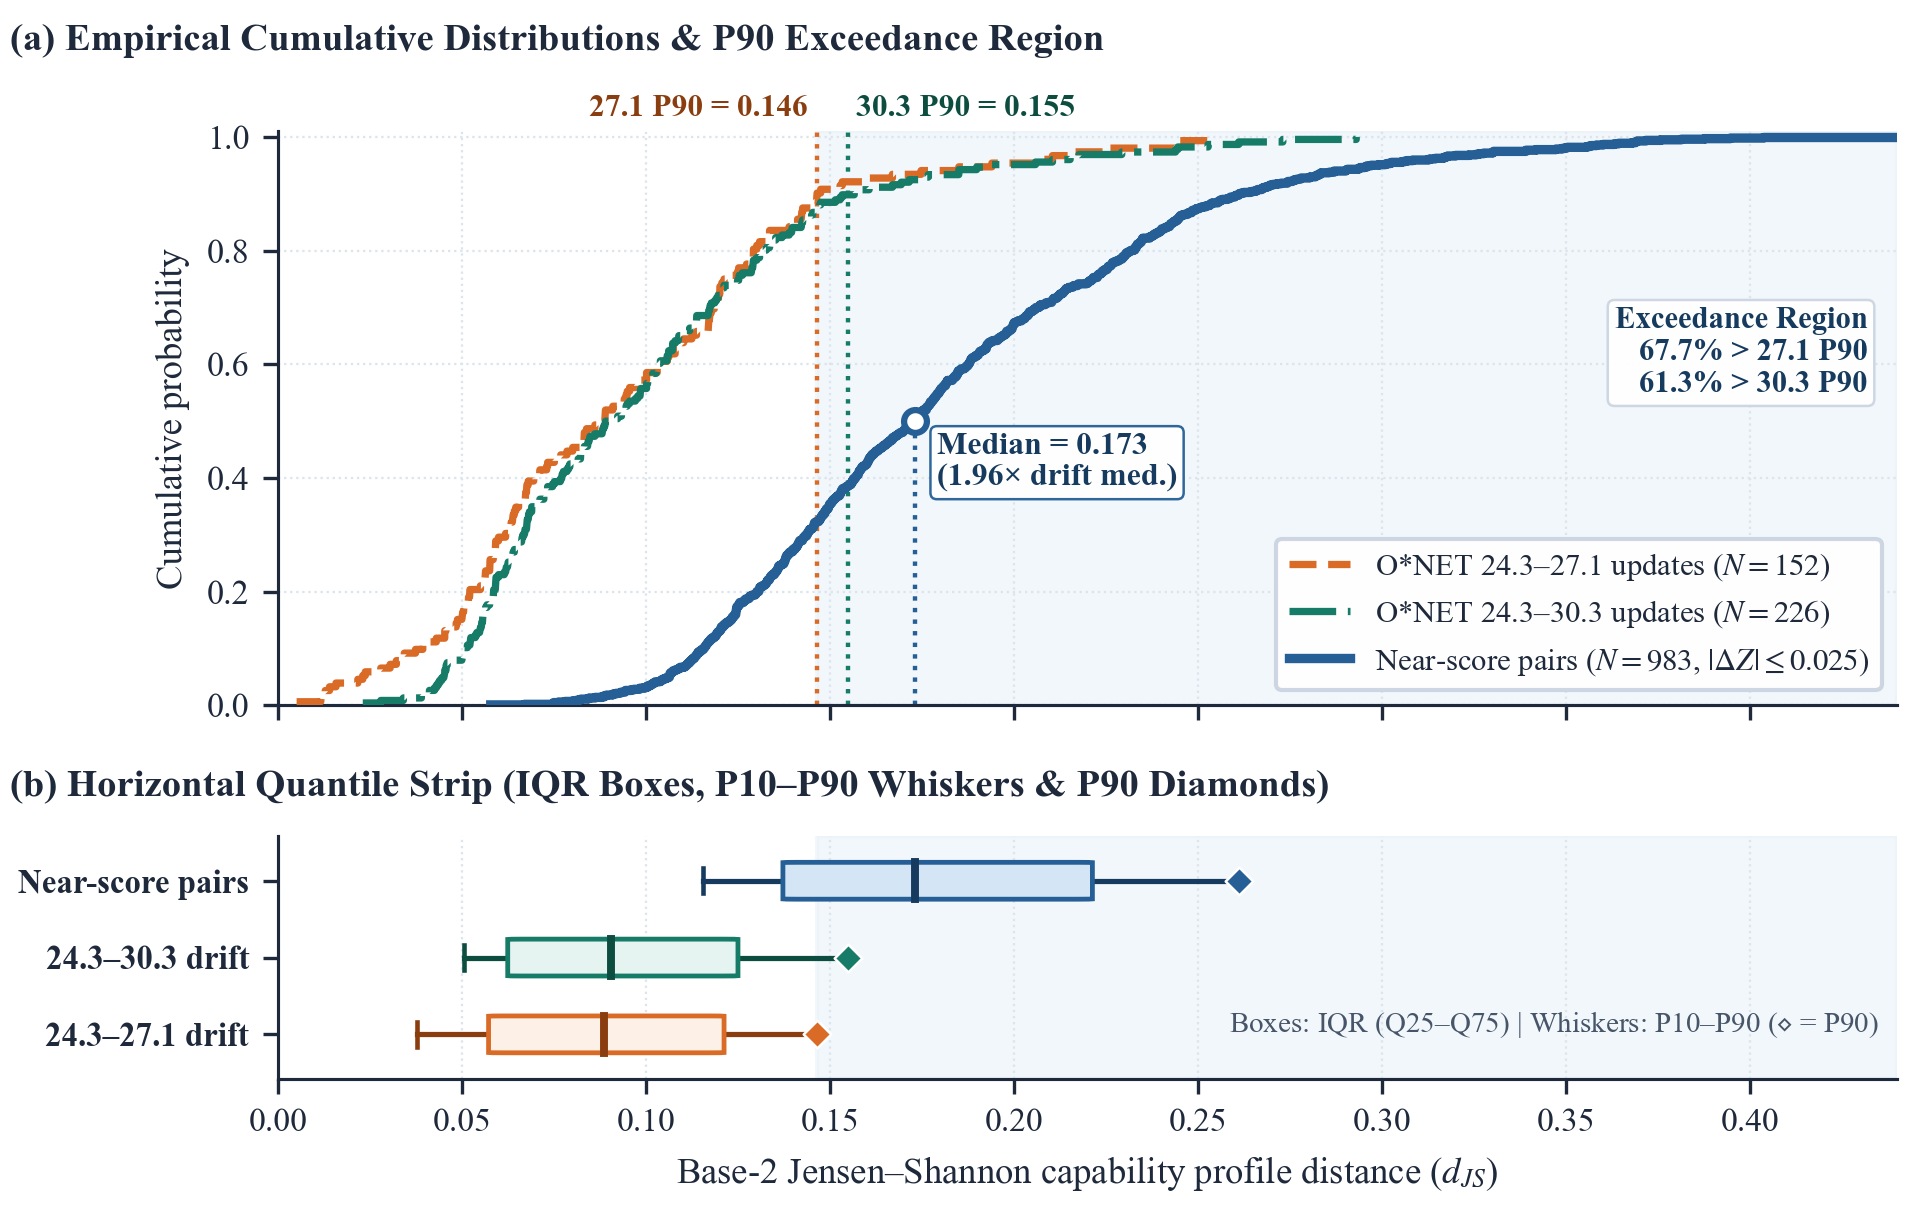 (a) Empirical Cumulative Distributions & P90 Exceedance Region
27.1 P90 = 0.146
30.3 P90 = 0.155
1.0
0.8
0.6
0.4
0.2
0.0
Cumulative probability
Exceedance Region
67.7% > 27.1 P90
61.3% > 30.3 P90
Median = 0.173
(1.96× drift med.)
O*NET 24.3–27.1 updates (N = 152)
O*NET 24.3–30.3 updates (N = 226)
Near-score pairs (N = 983, |ΔZ| ≤ 0.025)
(b) Horizontal Quantile Strip (IQR Boxes, P10–P90 Whiskers & P90 Diamonds)
Near-score pairs
24.3–30.3 drift
24.3–27.1 drift
Boxes: IQR (Q25–Q75) | Whiskers: P10–P90 (⋄ = P90)
0.00
0.05
0.10
0.15
0.20
0.25
0.30
0.35
0.40
Base-2 Jensen–Shannon capability profile distance (dJS)